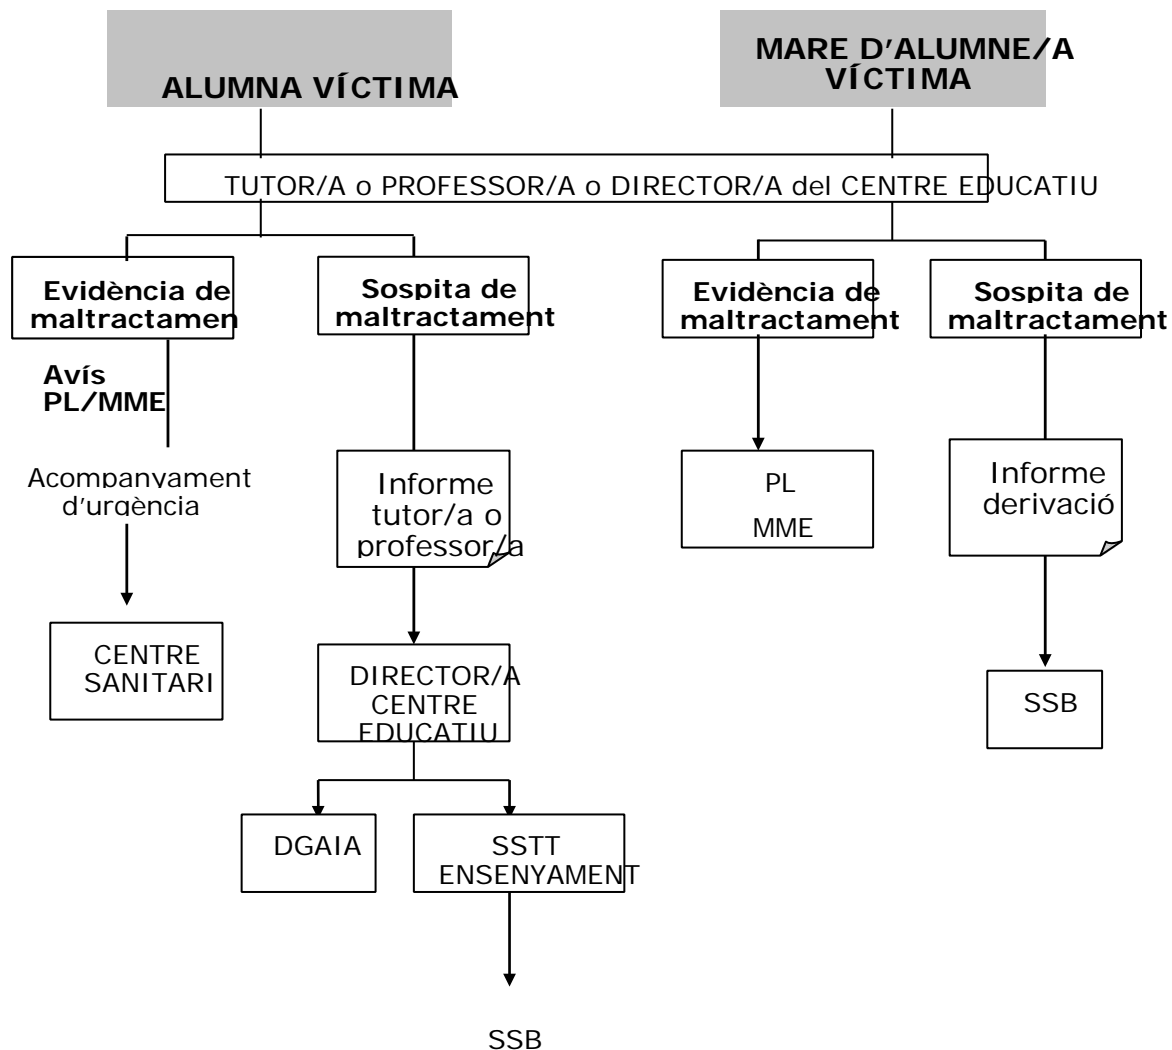 ALUMNA VÍCTIMA
MARE D'ALUMNE/A
VÍCTIMA
TUTOR/A o PROFESSOR/A o DIRECTOR/A del CENTRE EDUCATIU
Evidència de
maltractamen
Sospita de
maltractament
Evidència de
maltractament
Sospita de
maltractament
Avís
PL/MME
Acompanyament
d'urgència
Informe
tutor/a o
professor/a
PL
MME
Informe
derivació
CENTRE
SANITARI
DIRECTOR/A
CENTRE
EDUCATIU
SSB
DGAIA
SSTT
ENSENYAMENT
SSB